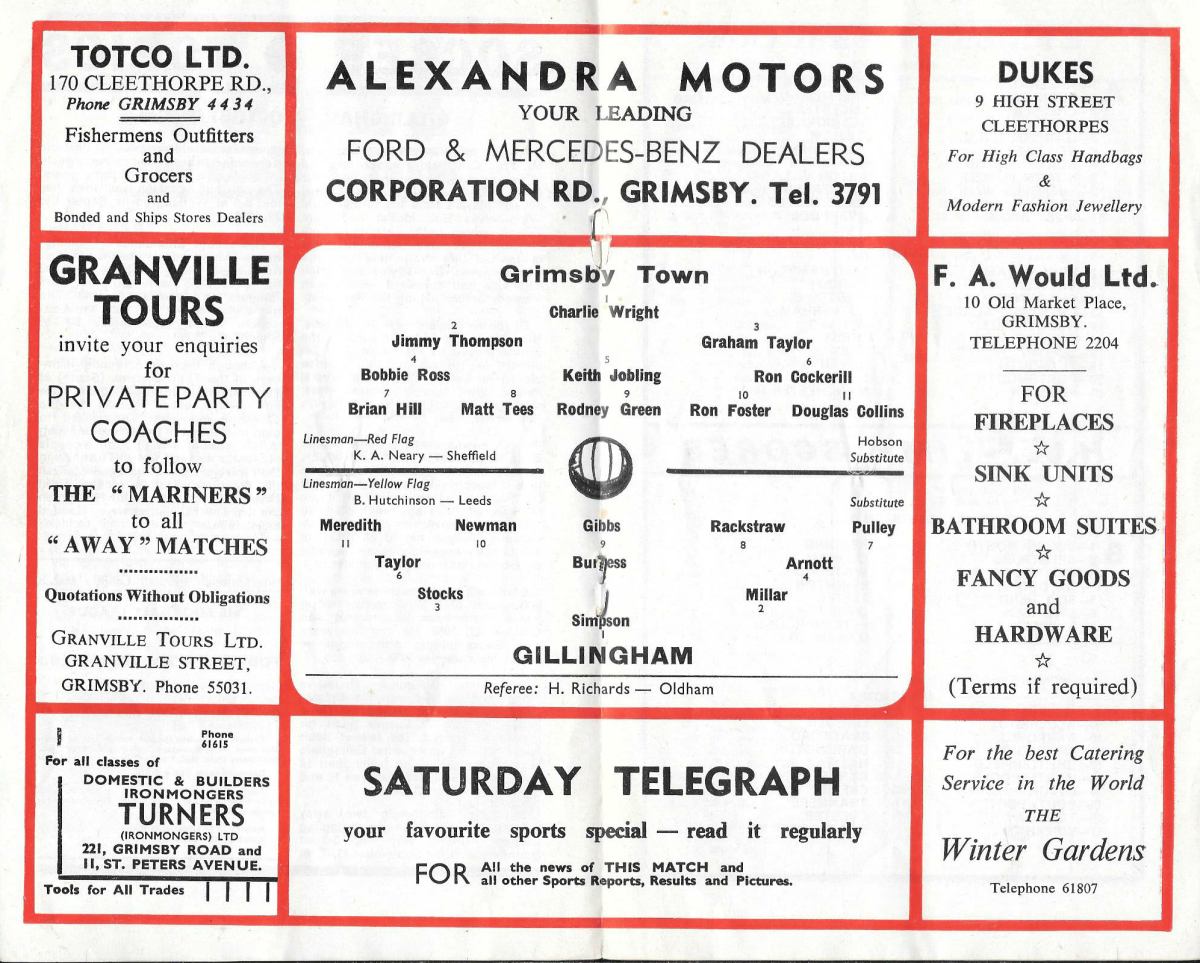 TOTCO LTD.
170 CLEETHORPE RD.,
Phone GRIMSBY 4434
Fishermens Outfitters
and
Grocers
and
Bonded and Ships Stores Dealers
ALEXANDRA MOTORS
YOUR LEADING
FORD & MERCEDES-BENZ DEALERS
CORPORATION RD., GRIMSBY. Tel. 3791
DUKES
9 HIGH STREET
CLEETHORPES
For High Class Handbags
&
Modern Fashion Jewellery
GRANVILLE
TOURS
invite your enquiries
for
PRIVATE PARTY
COACHES
to follow
THE "MARINERS"
to all
"AWAY" MATCHES
Quotations Without Obligations
GRANVILLE TOURS LTD.
GRANVILLE STREET,
GRIMSBY. Phone 55031.
Grimsby Town
1
Charlie Wright
2 3
Jimmy Thompson Graham Taylor
4 5 6
Bobbie Ross Keith Jobling Ron Cockerill
7 8 9 10 11
Brian Hill Matt Tees Rodney Green Ron Foster Douglas Collins
Linesman—Red Flag
K. A. Neary — Sheffield
Hobson
Substitute
Linesman—Yellow Flag
B. Hutchinson — Leeds
Substitute
Meredith Newman Gibbs Rackstraw Pulley
11 10 9 8 7
Taylor Burgess Arnott
6 4
Stocks Millar
3 2
Simpson
1
GILLINGHAM
Referee: H. Richards — Oldham
F. A. Would Ltd.
10 Old Market Place,
GRIMSBY.
TELEPHONE 2204
FOR
FIREPLACES
☆
SINK UNITS
☆
BATHROOM SUITES
☆
FANCY GOODS
and
HARDWARE
☆
(Terms if required)
Phone
61615
For all classes of
DOMESTIC & BUILDERS
IRONMONGERS
TURNERS
(IRONMONGERS) LTD
221, GRIMSBY ROAD and
11, ST. PETERS AVENUE.
Tools for All Trades
SATURDAY TELEGRAPH
your favourite sports special — read it regularly
FOR All the news of THIS MATCH and
all other Sports Reports, Results and Pictures.
For the best Catering
Service in the World
THE
Winter Gardens
Telephone 61807